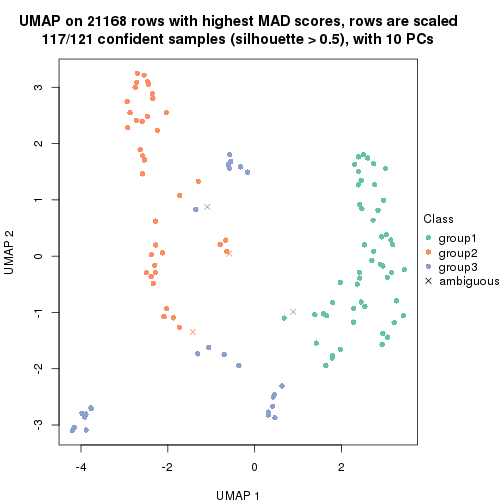 UMAP on 21168 rows with highest MAD scores, rows are scaled
117/121 confident samples (silhouette > 0.5), with 10 PCs
3
2
1
0
-1
-2
-3
UMAP 2
-4
-2
0
2
UMAP 1
Class
group1
group2
group3
ambiguous